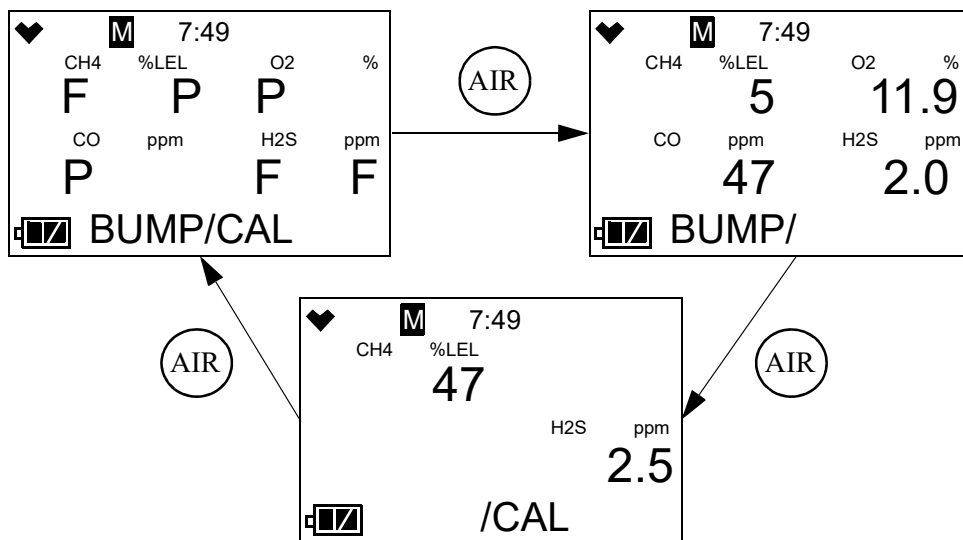 M 7:49
CH4 %LEL O2 %
F P P
CO ppm H2S ppm
P F F
BUMP/CAL
AIR
M 7:49
CH4 %LEL O2 %
5 11.9
CO ppm H2S ppm
47 2.0
BUMP/
AIR
AIR
M 7:49
CH4 %LEL
47
H2S ppm
2.5
/CAL